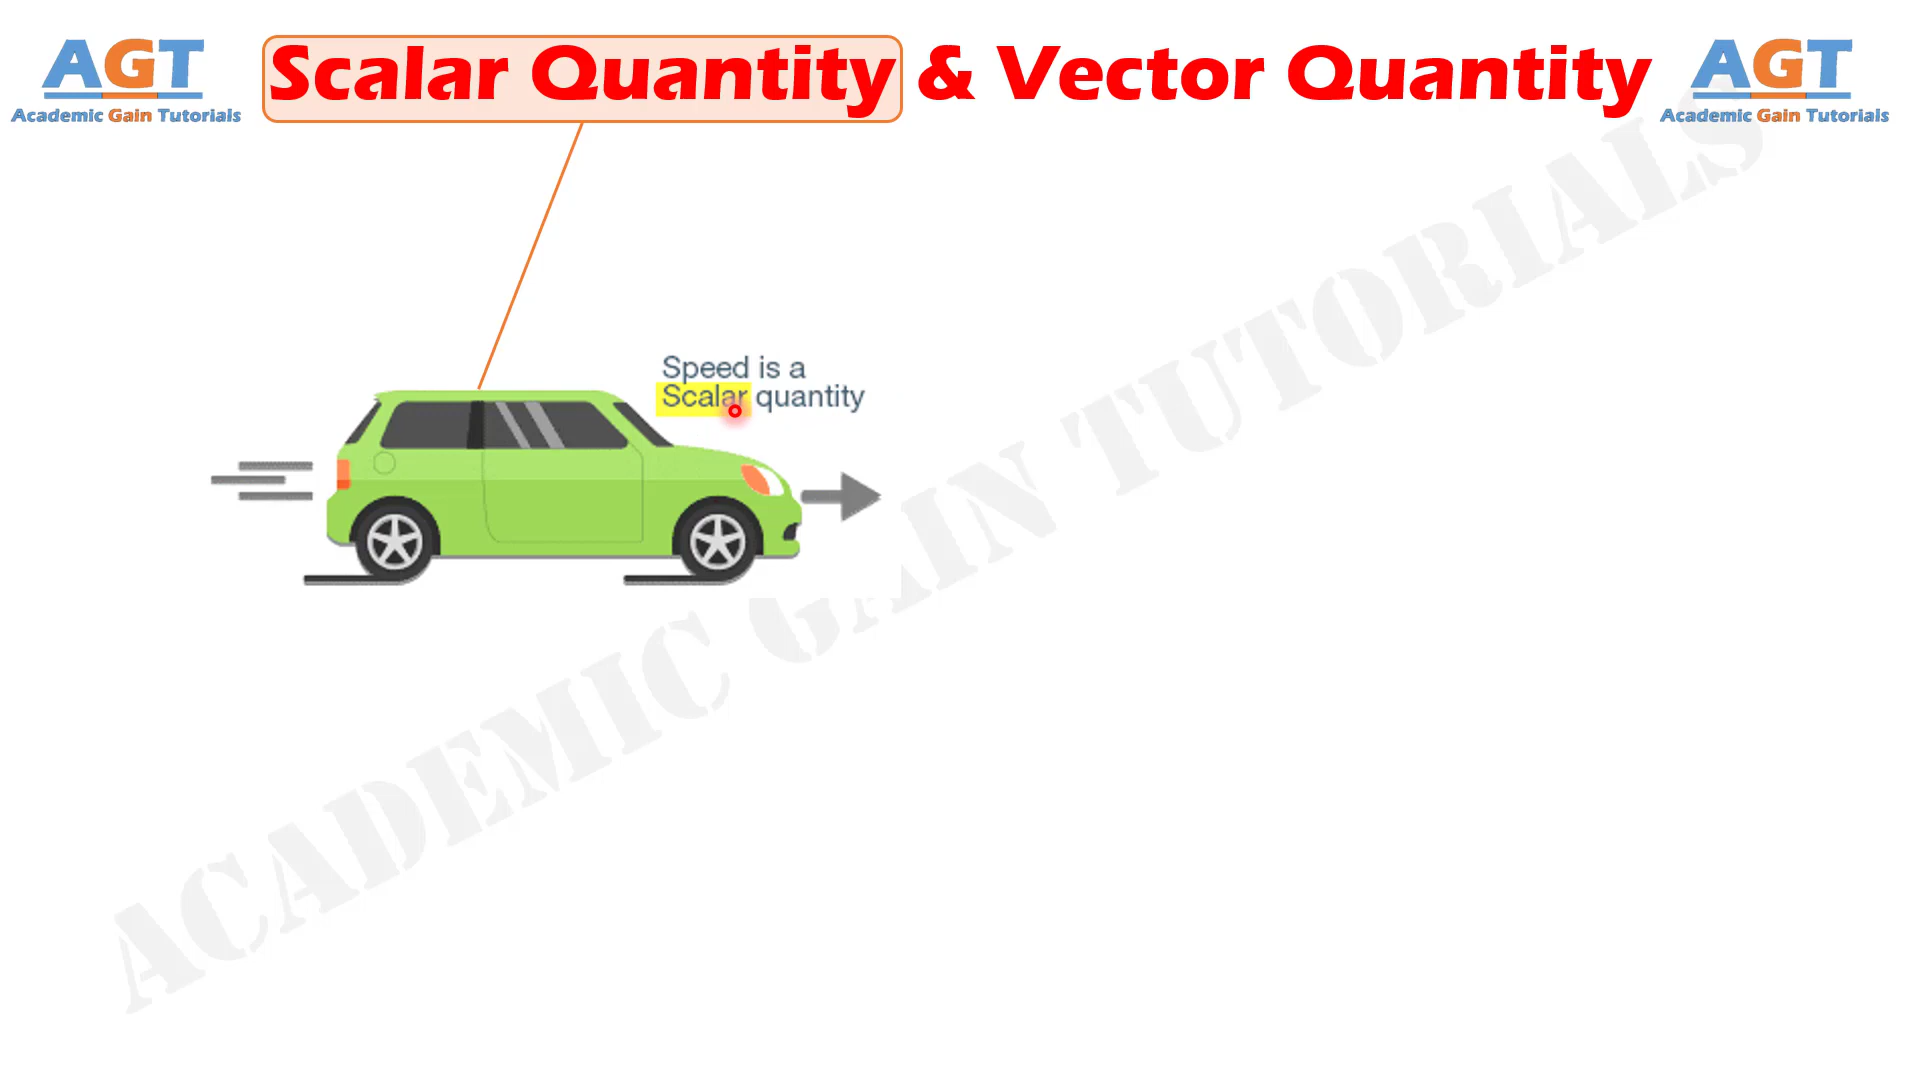 AGT
Academic Gain Tutorials
Scalar Quantity & Vector Quantity
AGT
Academic Gain Tutorials
Speed is a
Scalar quantity
ACADEMIC GAIN TUTORIALS